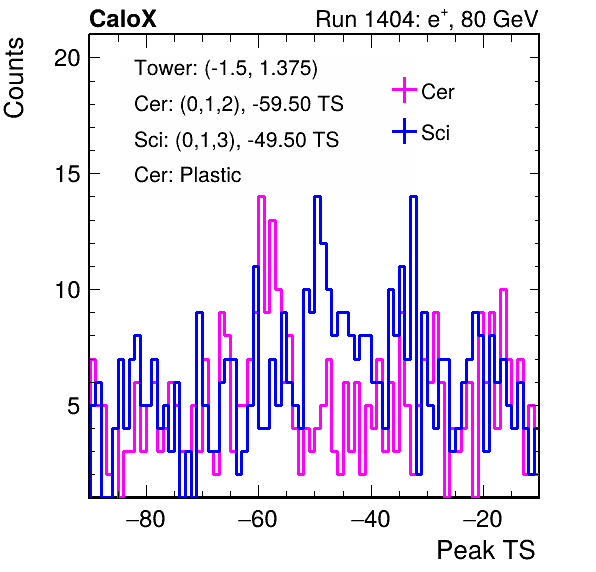 CaloX Run 1404: e+, 80 GeV
Counts
Tower: (-1.5, 1.375)
Cer: (0,1,2), -59.50 TS
Sci: (0,1,3), -49.50 TS
Cer: Plastic
Cer
Sci
20
15
10
5
−80 −60 −40 −20
Peak TS